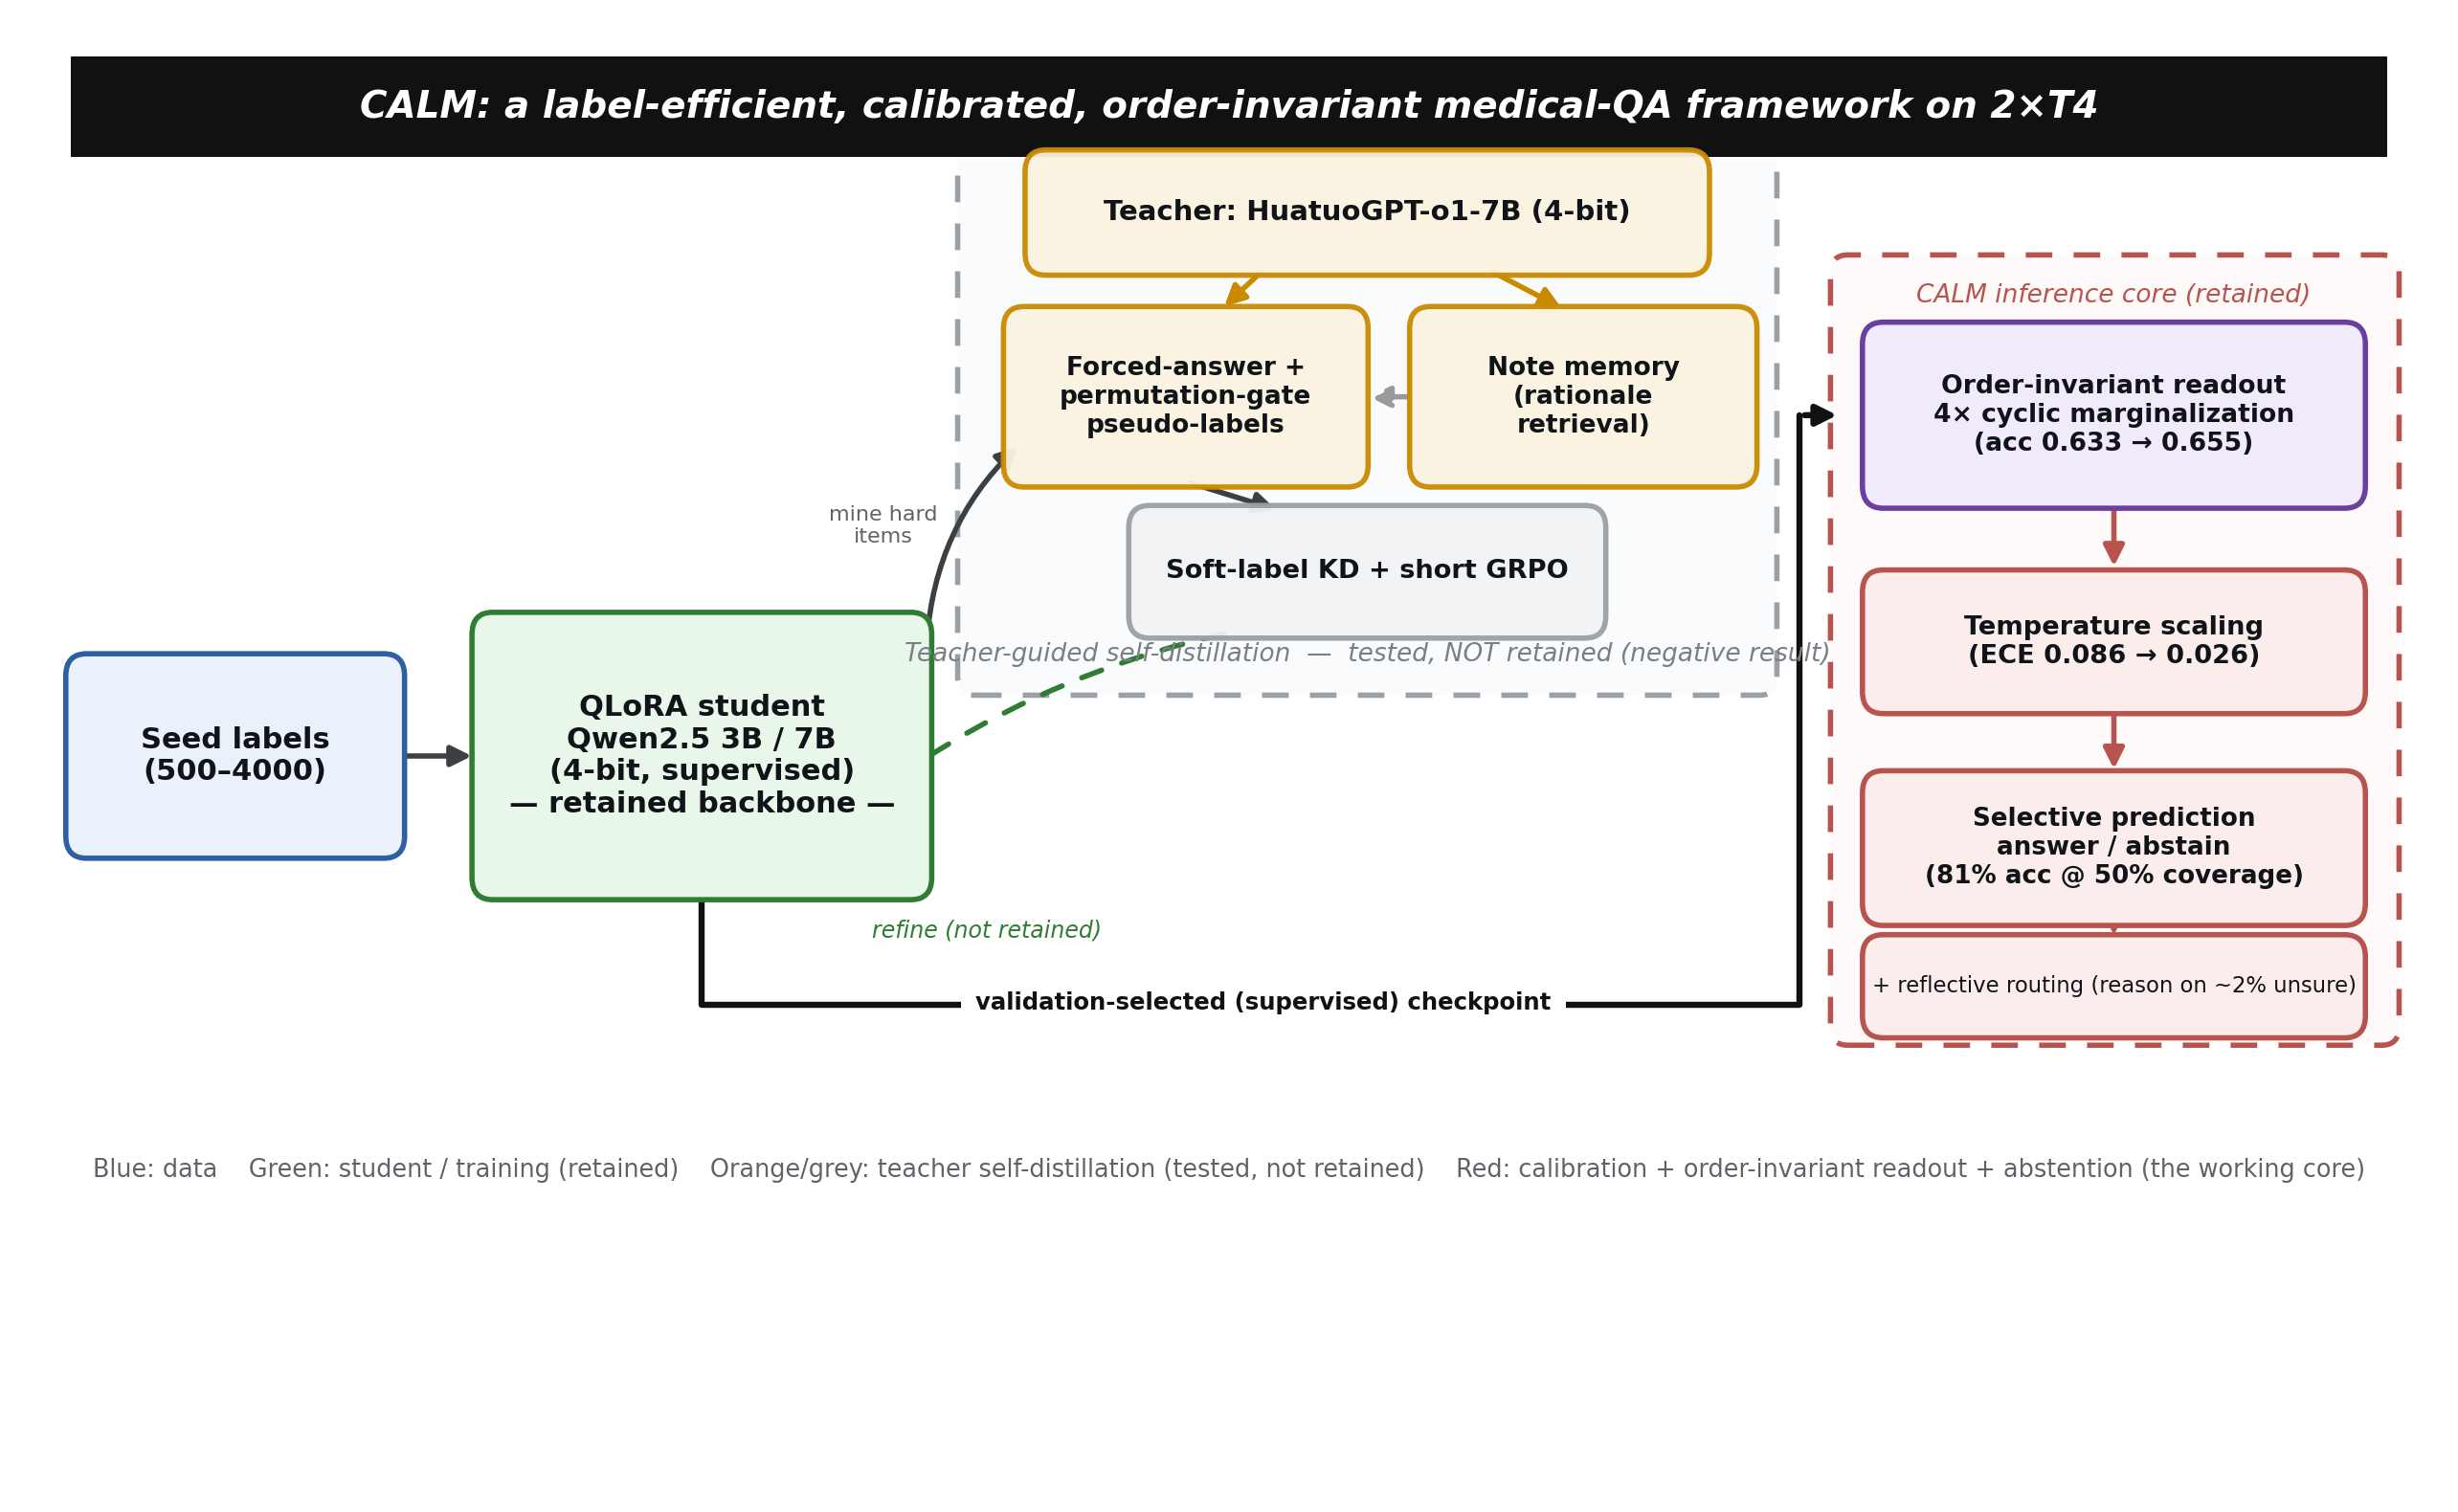 CALM: a label-efficient, calibrated, order-invariant medical-QA framework on 2×T4
Teacher: HuatuoGPT-o1-7B (4-bit)
Forced-answer +
permutation-gate
pseudo-labels
Note memory
(rationale
retrieval)
mine hard
items
Soft-label KD + short GRPO
Teacher-guided self-distillation — tested, NOT retained (negative result)
Seed labels
(500–4000)
QLoRA student
Qwen2.5 3B / 7B
(4-bit, supervised)
— retained backbone —
refine (not retained)
validation-selected (supervised) checkpoint
CALM inference core (retained)
Order-invariant readout
4× cyclic marginalization
(acc 0.633 → 0.655)
Temperature scaling
(ECE 0.086 → 0.026)
Selective prediction
answer / abstain
(81% acc @ 50% coverage)
+ reflective routing (reason on ~2% unsure)
Blue: data    Green: student / training (retained)    Orange/grey: teacher self-distillation (tested, not retained)    Red: calibration + order-invariant readout + abstention (the working core)